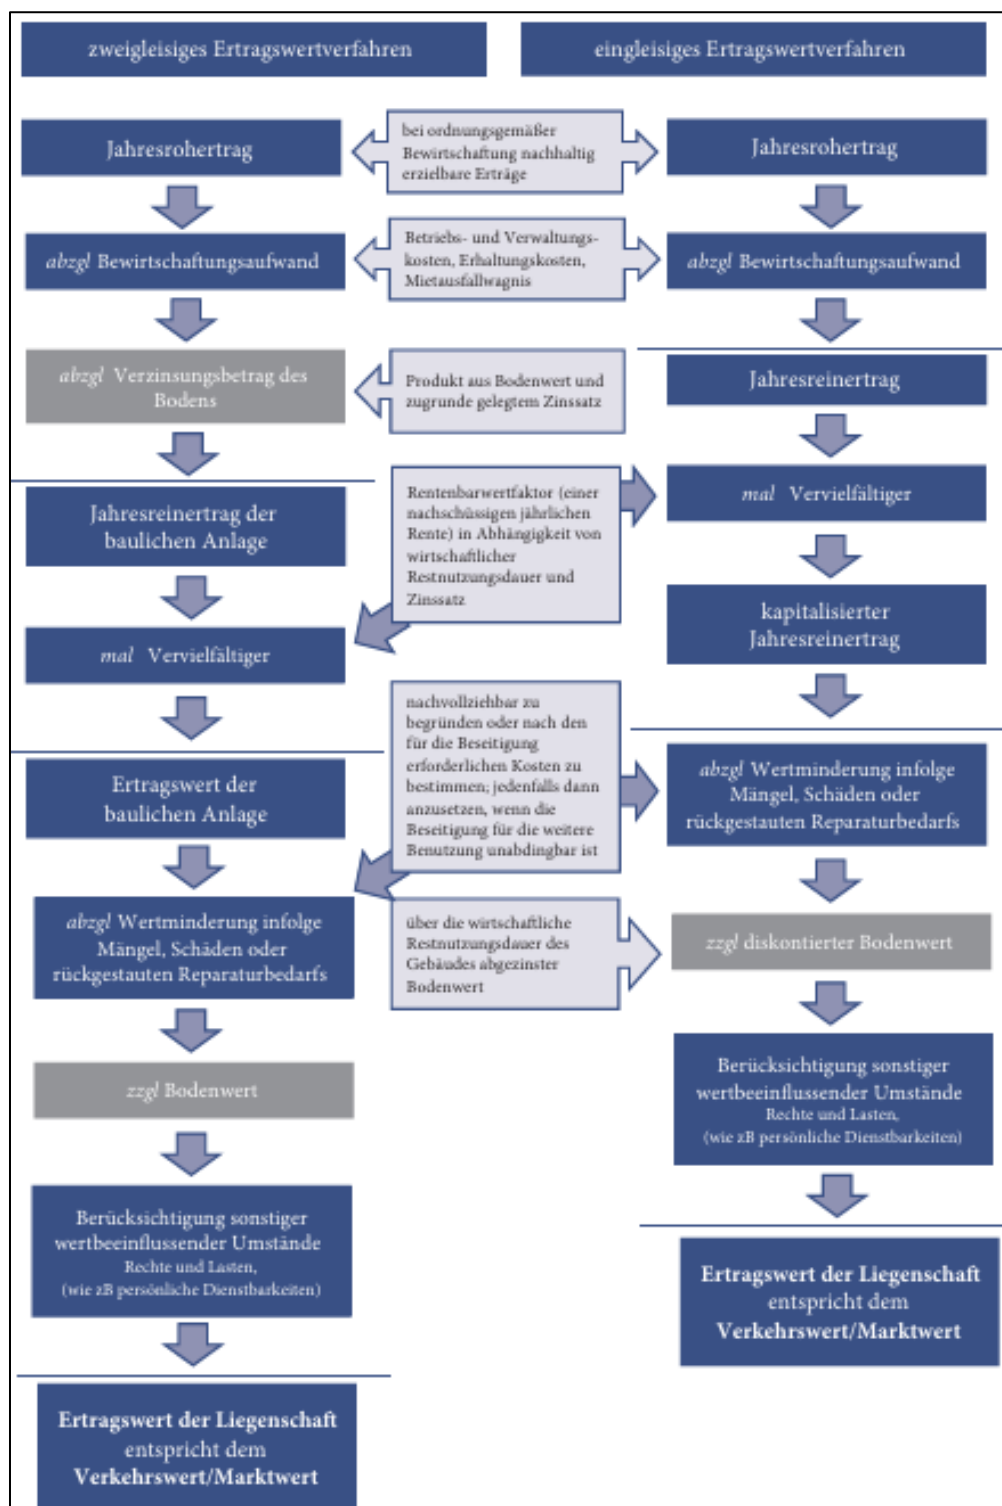 zweigleisiges Ertragswertverfahren
eingleisiges Ertragswertverfahren
Jahresrohertrag
bei ordnungsgemäßer
Bewirtschaftung nachhaltig
erzielbare Erträge
Jahresrohertrag
abzgl Bewirtschaftungsaufwand
Betriebs- und Verwaltungs-
kosten, Erhaltungskosten,
Mietausfallwagnis
abzgl Bewirtschaftungsaufwand
abzgl Verzinsungsbetrag des
Bodens
Produkt aus Bodenwert und
zugrunde gelegtem Zinssatz
Jahresreinertrag
Jahresreinertrag der
baulichen Anlage
Rentenbarwertfaktor (einer
nachschüssigen jährlichen
Rente) in Abhängigkeit von
wirtschaftlicher
Restnutzungsdauer und
Zinssatz
mal Vervielfältiger
kapitalisierter
Jahresreinertrag
mal Vervielfältiger
nachvollziehbar zu
begründen oder nach den
für die Beseitigung
erforderlichen Kosten zu
bestimmen; jedenfalls dann
anzusetzen, wenn die
Beseitigung für die weitere
Benutzung unabdingbar ist
abzgl Wertminderung infolge
Mängel, Schäden oder
rückgestauten Reparaturbedarfs
Ertragswert der
baulichen Anlage
abzgl Wertminderung infolge
Mängel, Schäden oder
rückgestauten Reparaturbedarfs
über die wirtschaftliche
Restnutzungsdauer des
Gebäudes abgezinster
Bodenwert
zzgl diskontierter Bodenwert
zzgl Bodenwert
Berücksichtigung sonstiger
wertbeeinflussender Umstände
Rechte und Lasten,
(wie zB persönliche Dienstbarkeiten)
Berücksichtigung sonstiger
wertbeeinflussender Umstände
Rechte und Lasten,
(wie zB persönliche Dienstbarkeiten)
Ertragswert der Liegenschaft
entspricht dem
Verkehrswert/Marktwert
Ertragswert der Liegenschaft
entspricht dem
Verkehrswert/Marktwert